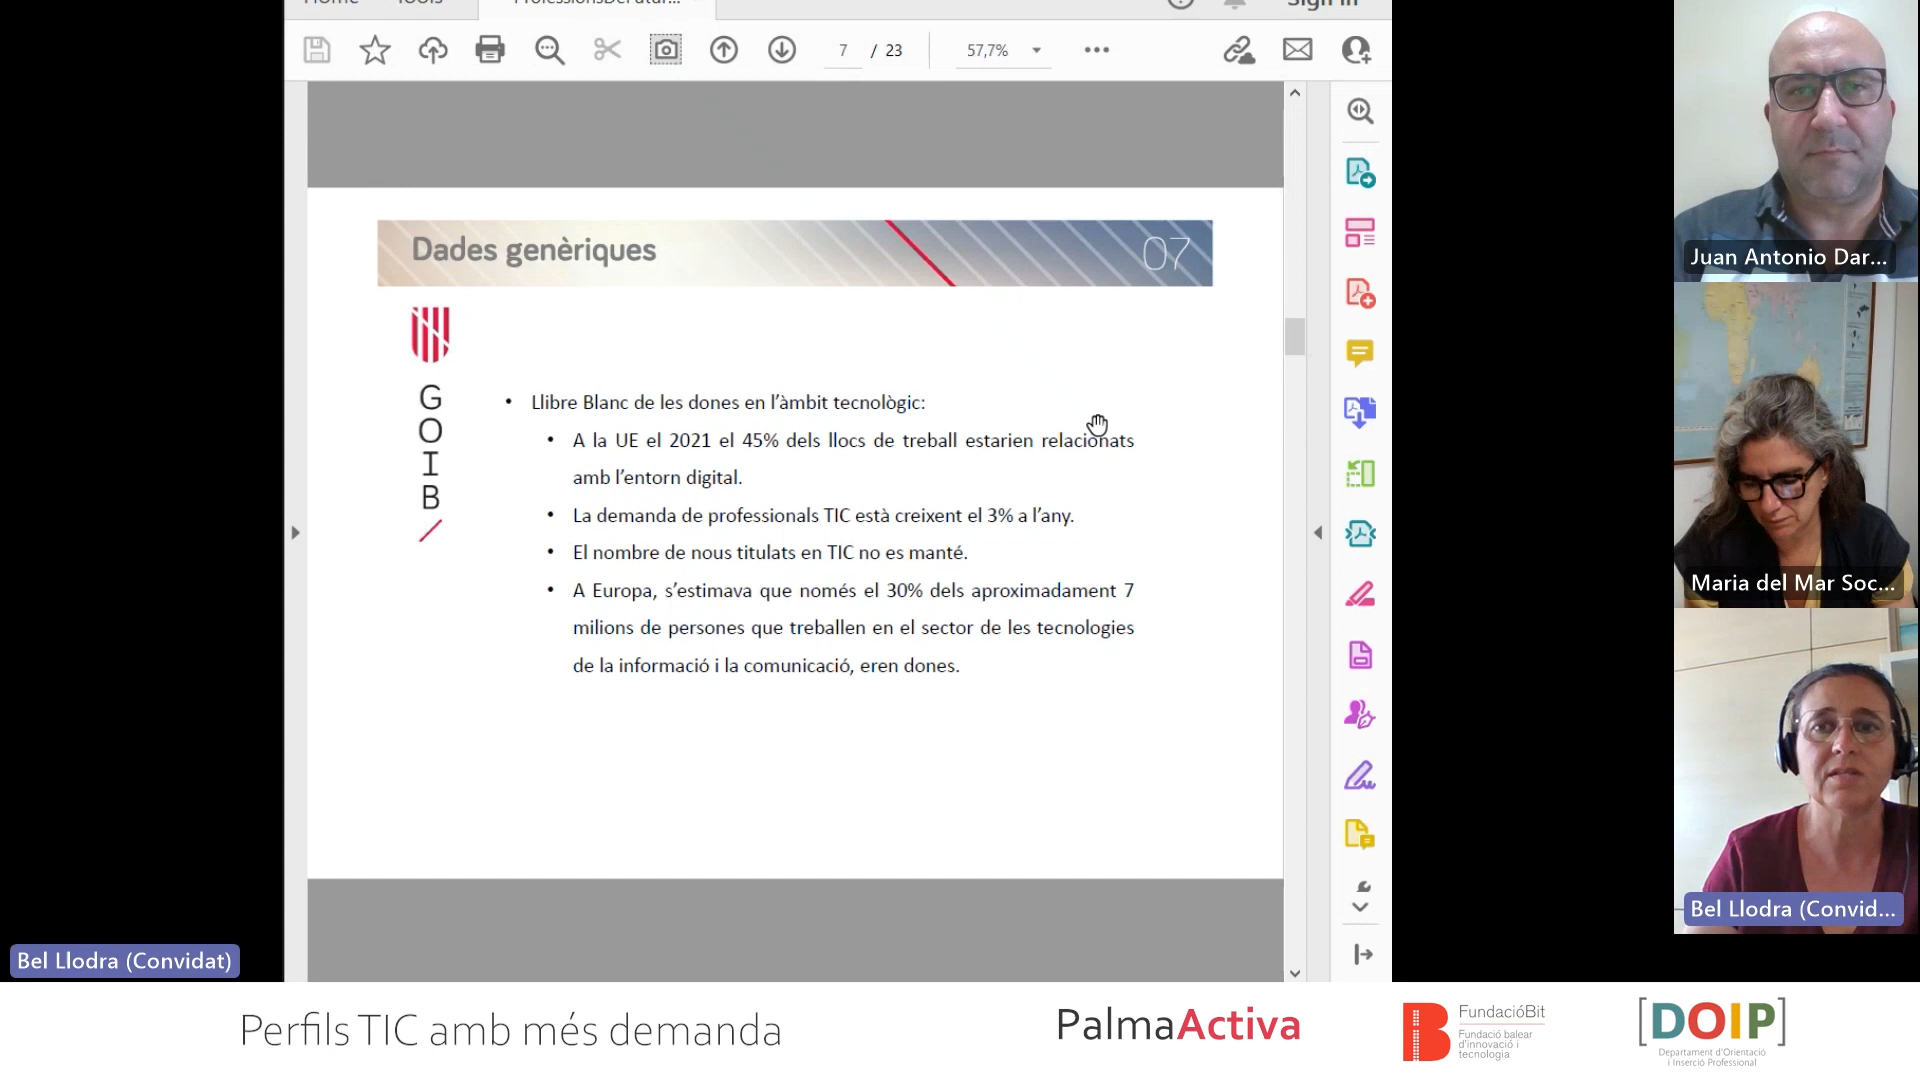 Home
Tools
ProfessionsDeFutur...
Sign in
7 / 23
57,7%
Dades genèriques
07
G
O
I
B
• Llibre Blanc de les dones en l’àmbit tecnològic:
• A la UE el 2021 el 45% dels llocs de treball estarien relacionats
amb l’entorn digital.
• La demanda de professionals TIC està creixent el 3% a l’any.
• El nombre de nous titulats en TIC no es manté.
• A Europa, s’estimava que només el 30% dels aproximadament 7
milions de persones que treballen en el sector de les tecnologies
de la informació i la comunicació, eren dones.
Juan Antonio Dar...
Maria del Mar Soc...
Bel Llodra (Convid...
Bel Llodra (Convidat)
Perfils TIC amb més demanda
PalmaActiva
FundacióBit
Fundació balear
d'innovació i
tecnologia
[DOIP]
Departament d'Orientació
i Inserció Professional